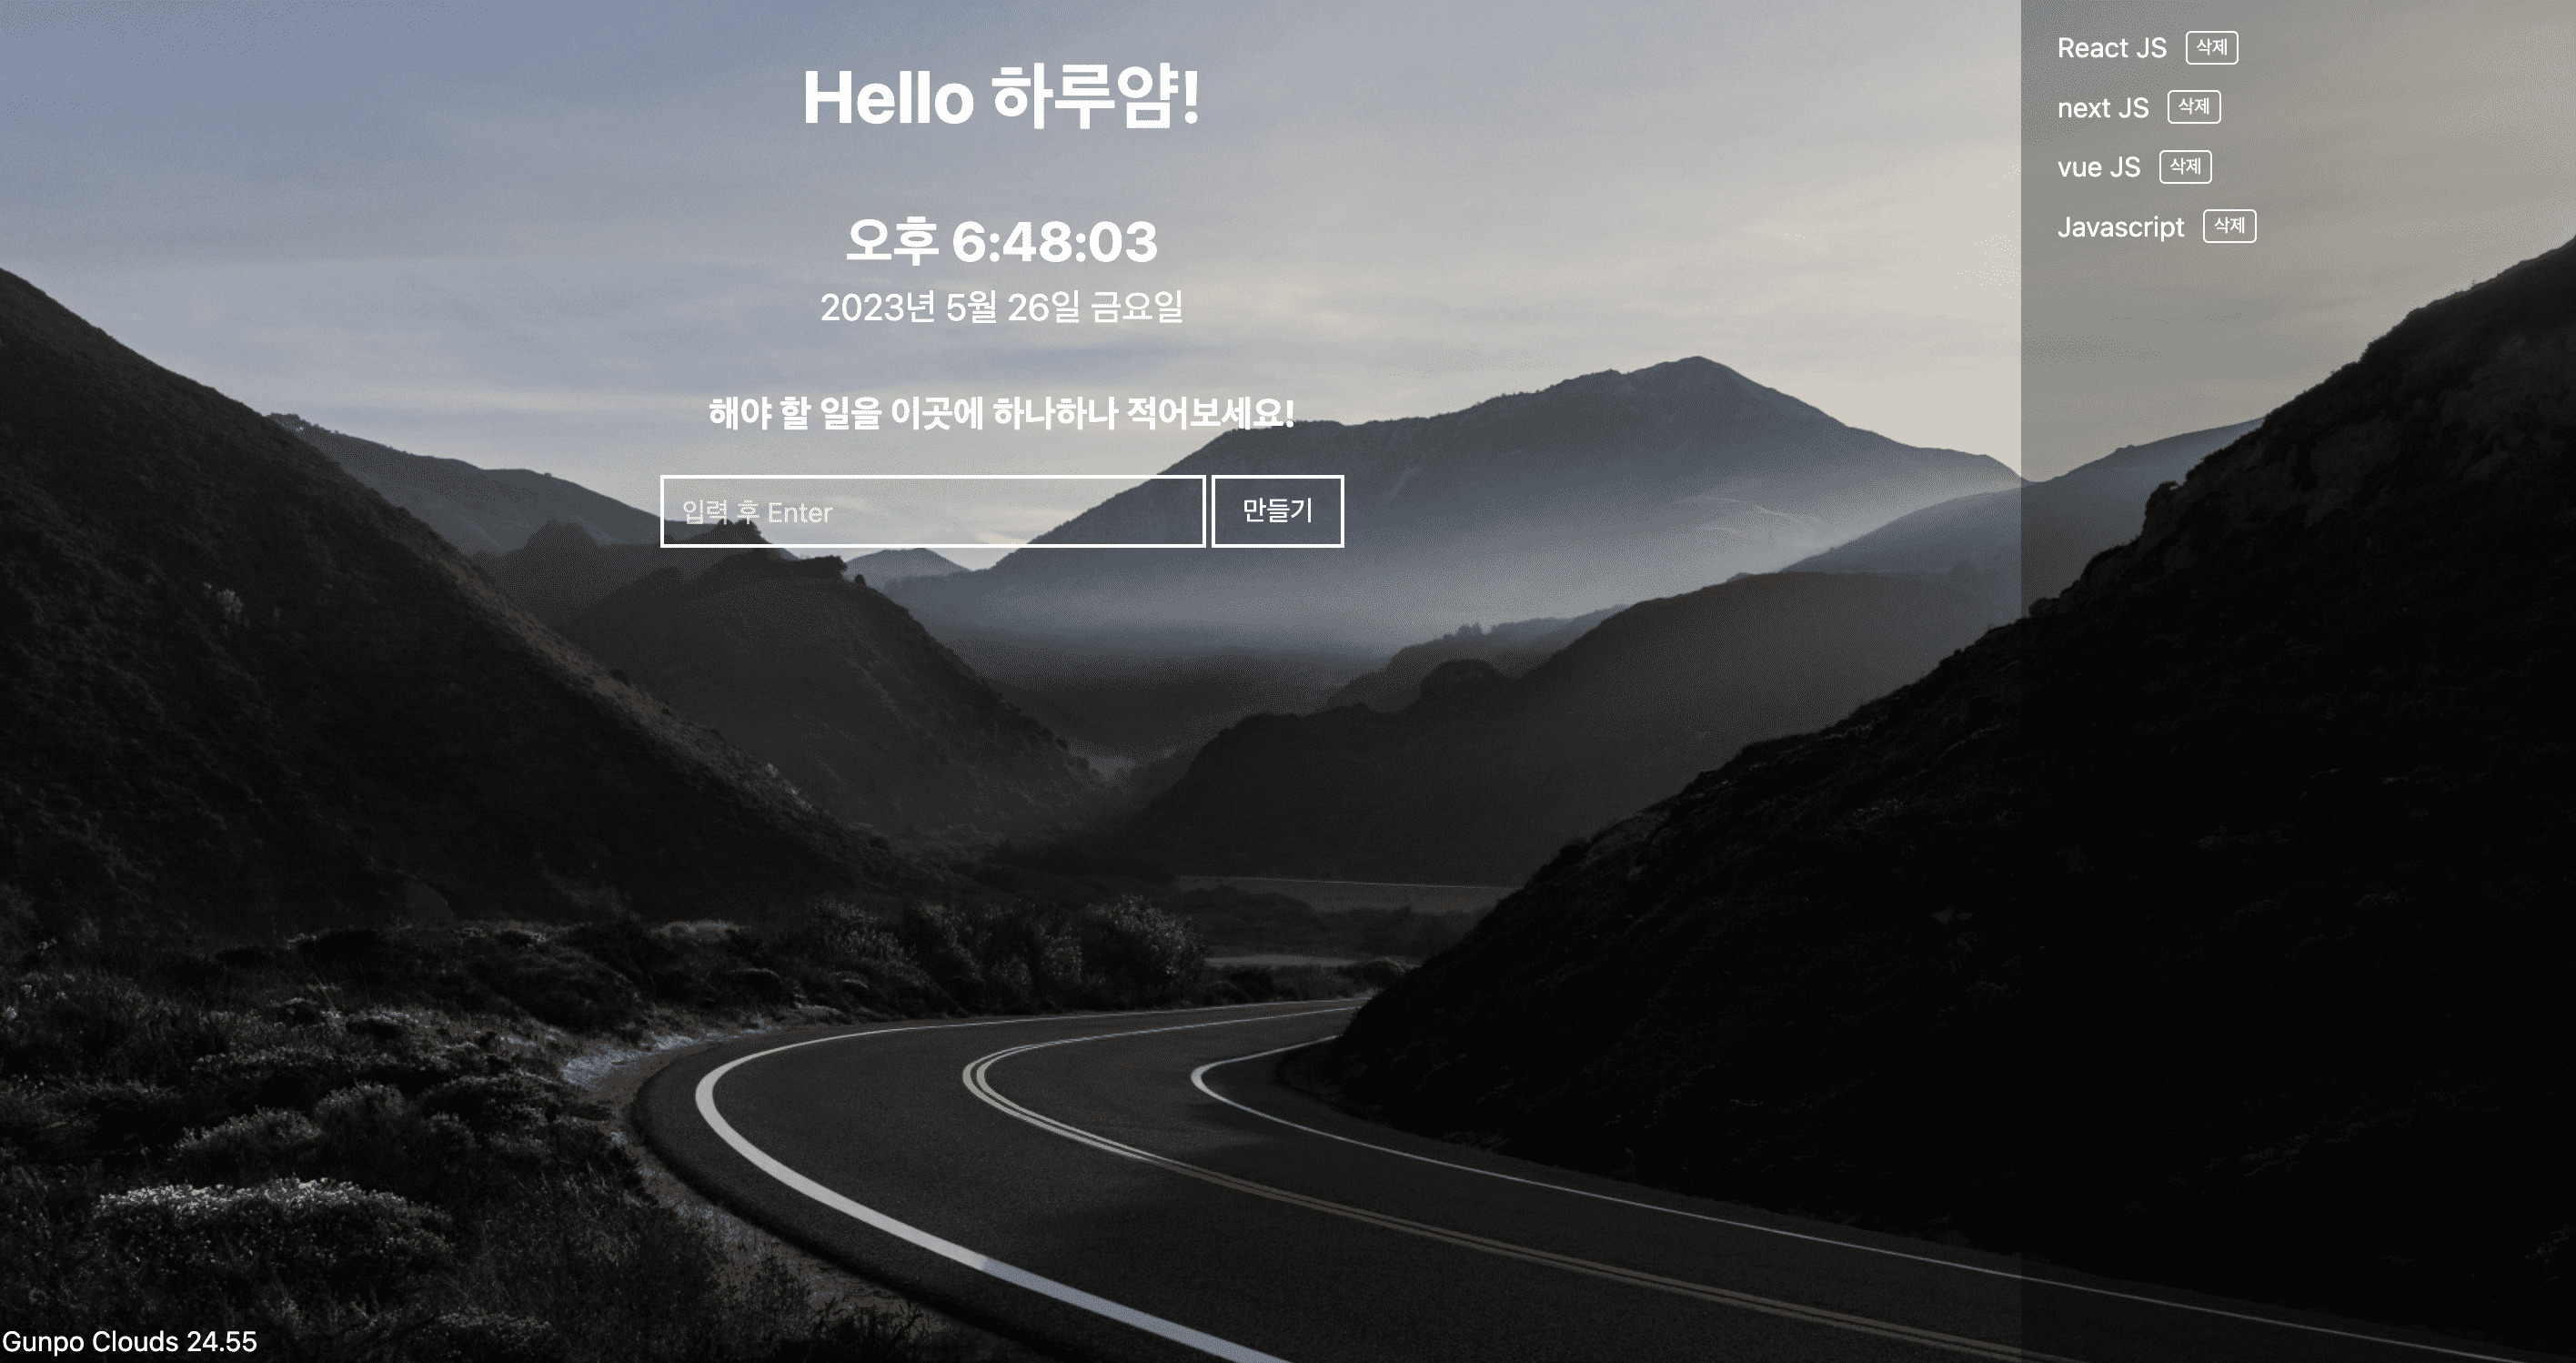 Hello 하루얌!
오후 6:48:03
2023년 5월 26일 금요일
해야 할 일을 이곳에 하나하나 적어보세요!
입력 후 Enter
만들기
React JS 삭제
next JS 삭제
vue JS 삭제
Javascript 삭제
Gunpo Clouds 24.55